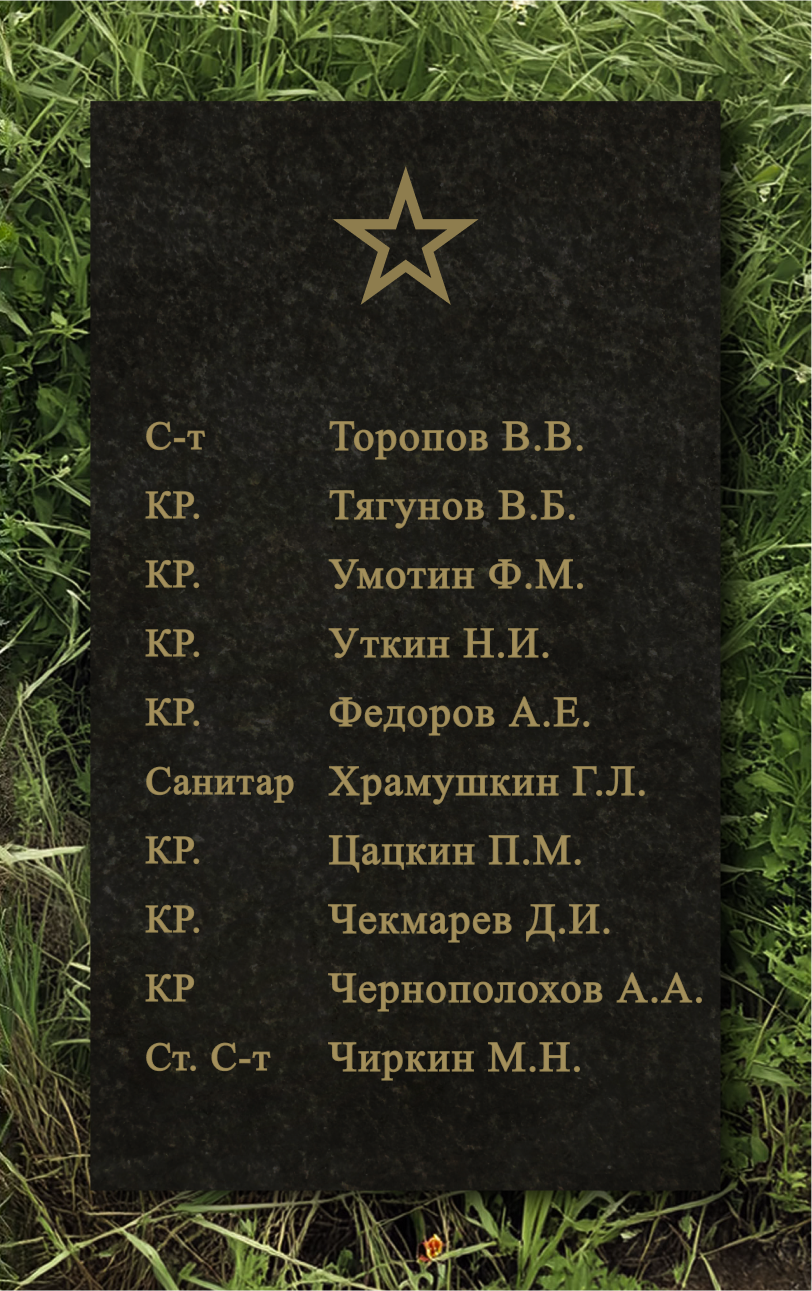 С-т Торопов В.В.
КР. Тягунов В.Б.
КР. Умотин Ф.М.
КР. Уткин Н.И.
КР. Федоров А.Е.
Санитар Храмушкин Г.Л.
КР. Цацкин П.М.
КР. Чекмарев Д.И.
КР Чернополохов А.А.
Ст. С-т Чиркин М.Н.